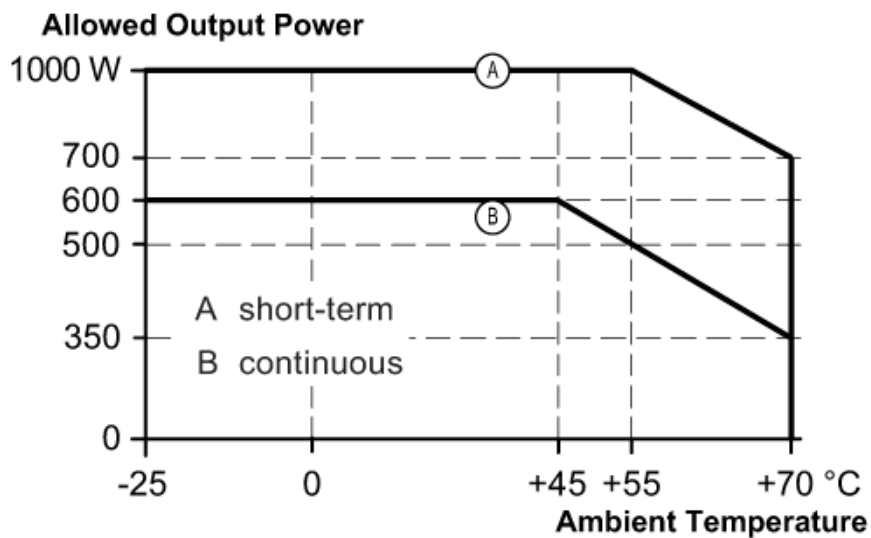 Allowed Output Power
1000 W
A
700
600
B
500
A short-term
350
B continuous
0
-25 0 +45 +55 +70 °C
Ambient Temperature